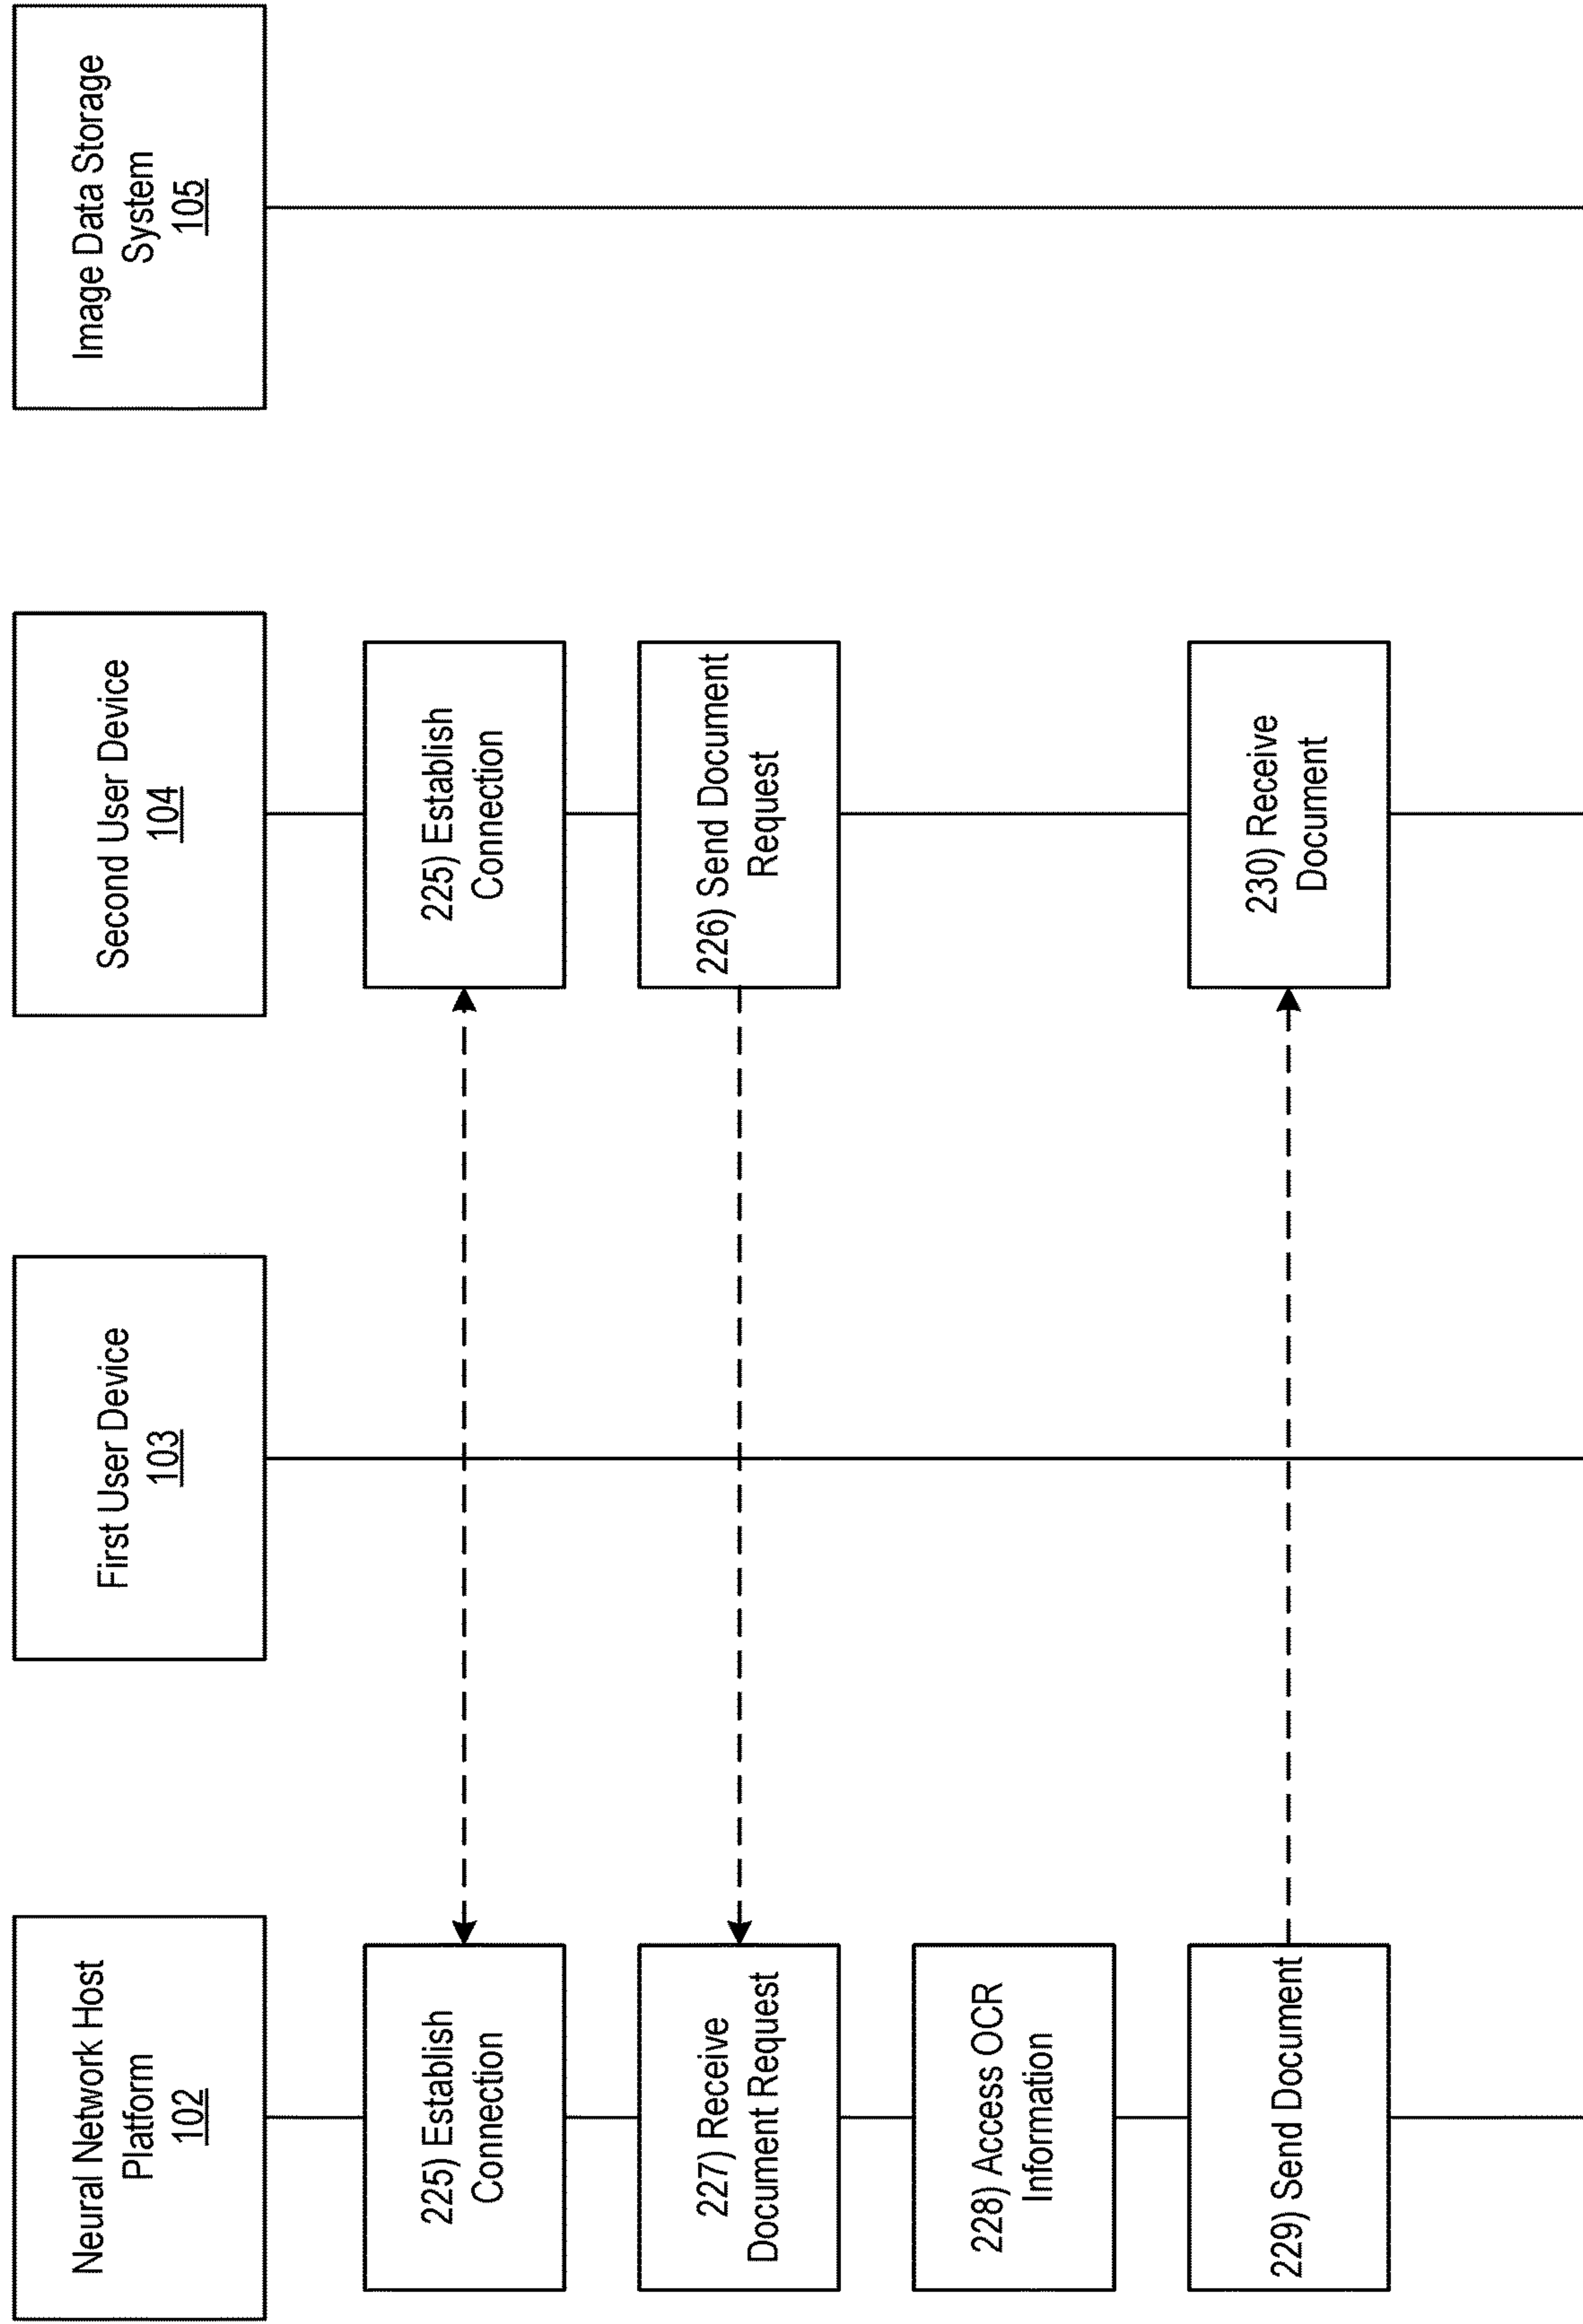 Neural Network Host
Platform
102
First User Device
103
Second User Device
104
Image Data Storage
System
105
225) Establish
Connection
225) Establish
Connection
227) Receive
Document Request
226) Send Document
Request
228) Access OCR
Information
229) Send Document
230) Receive
Document